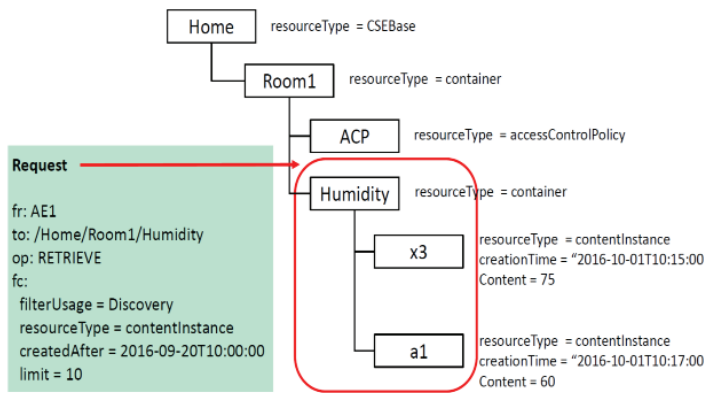 Home
resourceType = CSEBase
Room1
resourceType = container
ACP
resourceType = accessControlPolicy
Request
Humidity
resourceType = container
fr: AE1
to: /Home/Room1/Humidity
op: RETRIEVE
fc:
filterUsage = Discovery
resourceType = contentInstance
createdAfter = 2016-09-20T10:00:00
limit = 10
x3
resourceType = contentInstance
creationTime = “2016-10-01T10:15:00
Content = 75
a1
resourceType = contentInstance
creationTime = “2016-10-01T10:17:00
Content = 60